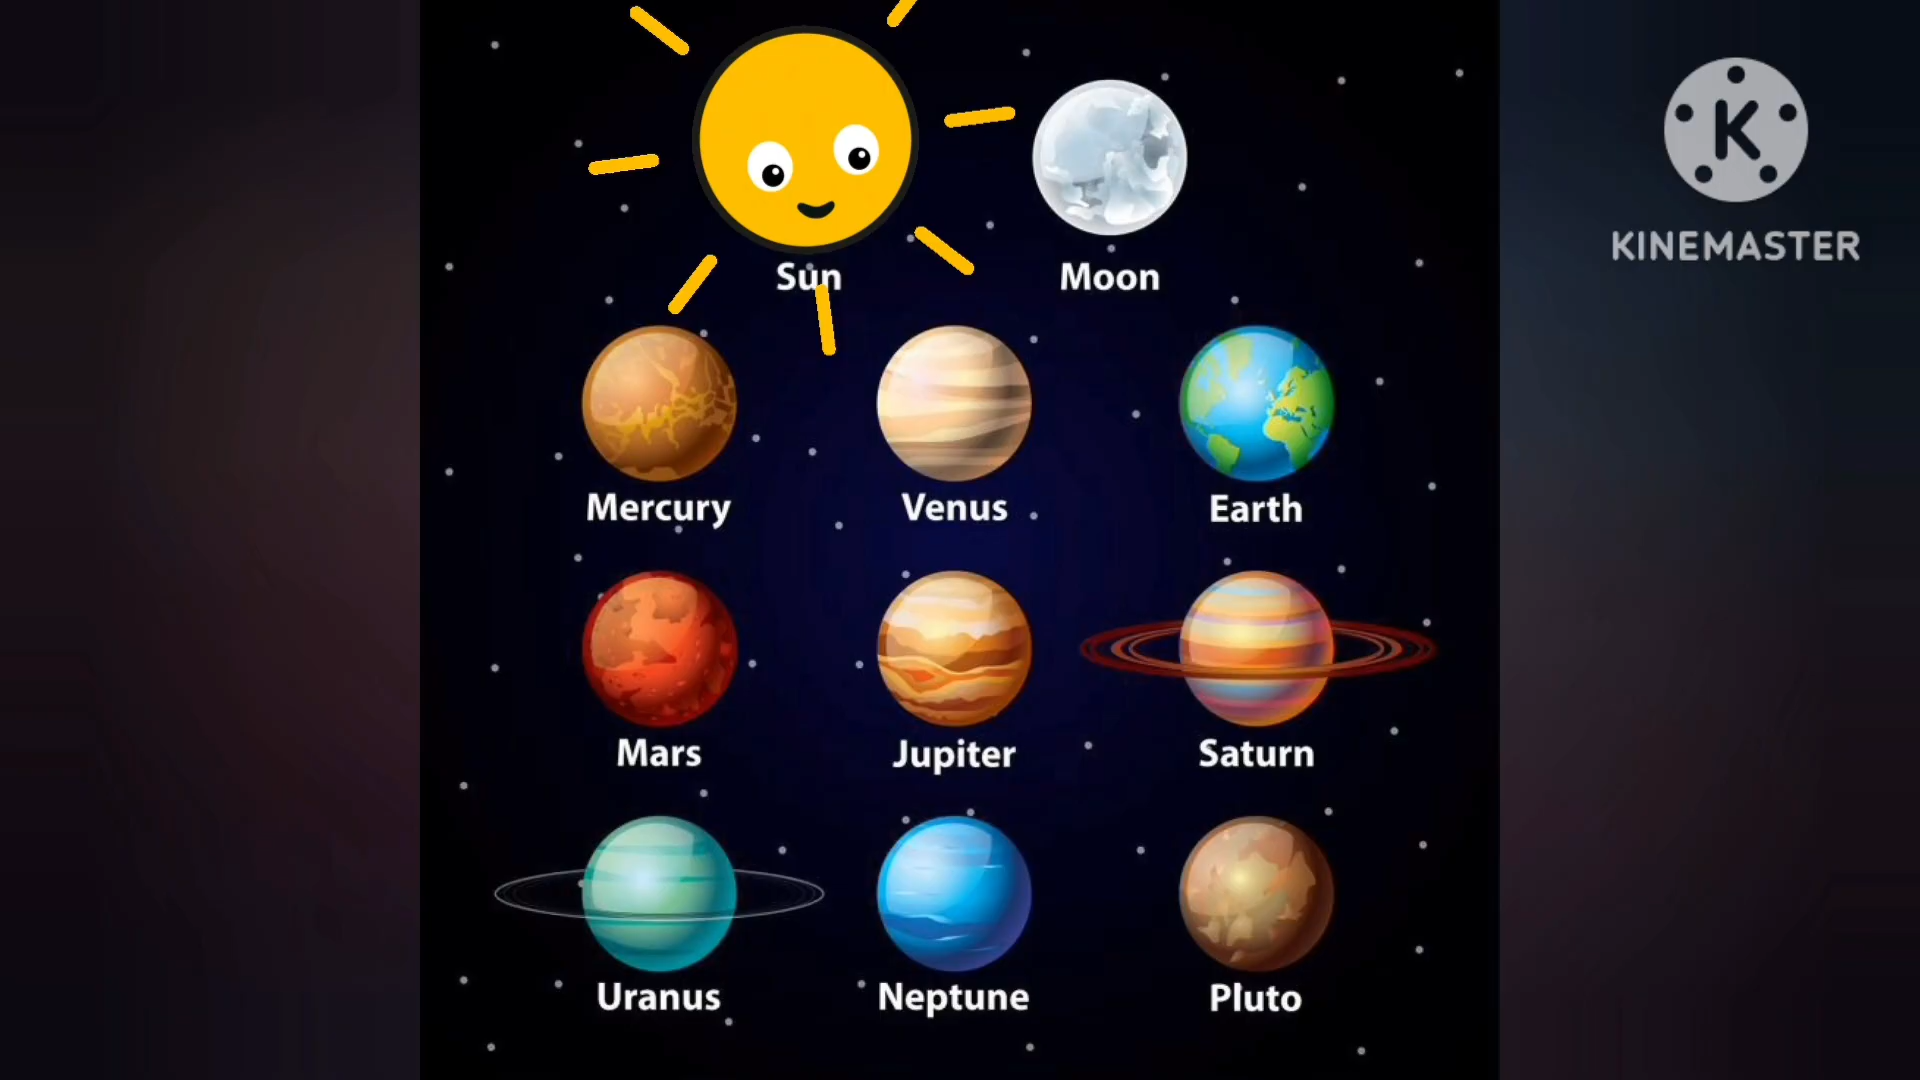 Sun
Moon
Mercury
Venus
Earth
Mars
Jupiter
Saturn
Uranus
Neptune
Pluto
K
KINEMASTER